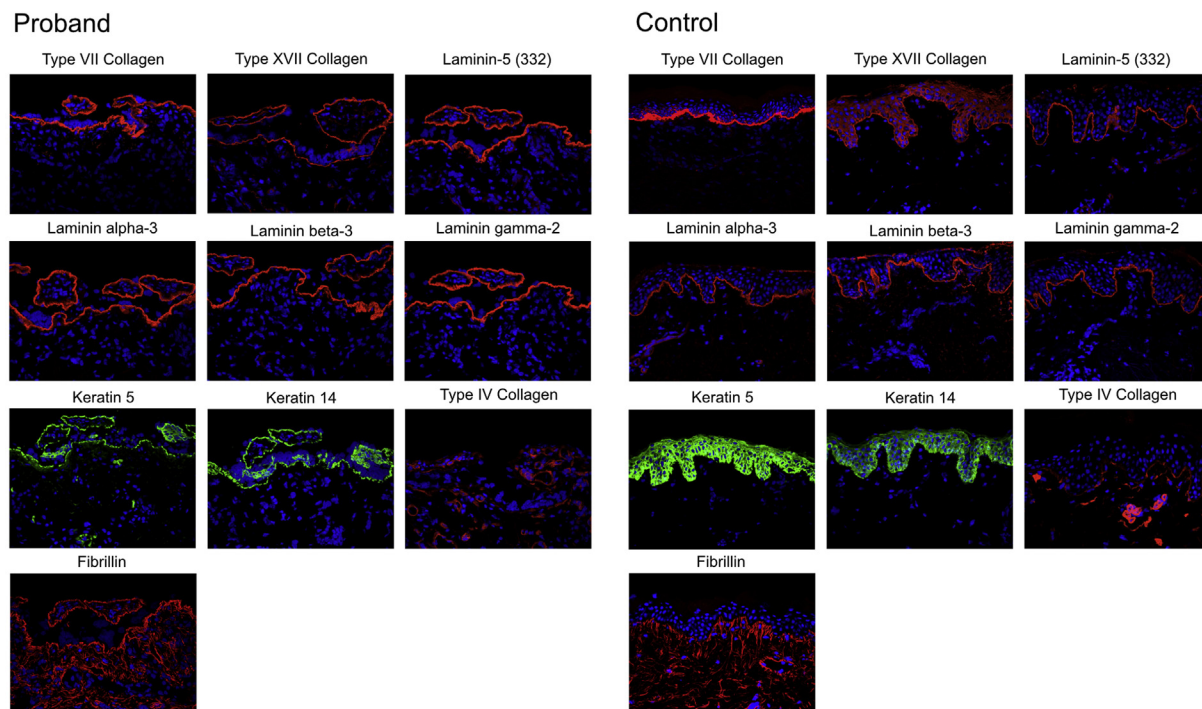 Proband
Type VII Collagen
Type XVII Collagen
Laminin-5 (332)
Laminin alpha-3
Laminin beta-3
Laminin gamma-2
Keratin 5
Keratin 14
Type IV Collagen
Fibrillin
Control
Type VII Collagen
Type XVII Collagen
Laminin-5 (332)
Laminin alpha-3
Laminin beta-3
Laminin gamma-2
Keratin 5
Keratin 14
Type IV Collagen
Fibrillin